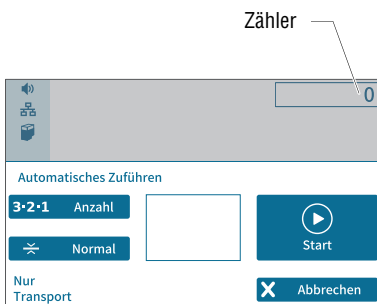 Zähler
0
Automatisches Zuführen
3·2·1 Anzahl
Normal
Start
Nur
Transport
Abbrechen